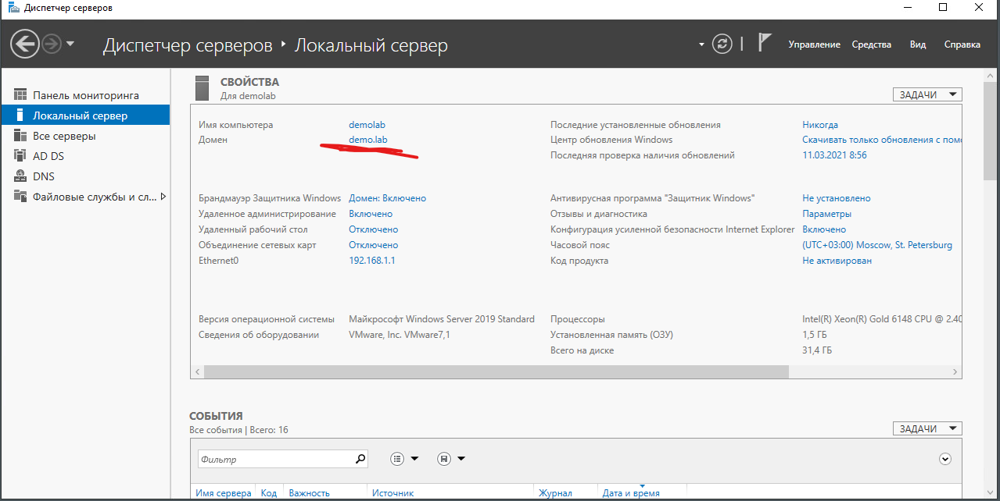 Диспетчер серверов
Диспетчер серверов Локальный сервер
Управление Средства Вид Справка
Панель мониторинга
Локальный сервер
Все серверы
AD DS
DNS
Файловые службы и сл...
СВОЙСТВА
Для demolab
ЗАДАЧИ
Имя компьютера demolab
Домен demo.lab
Последние установленные обновления Никогда
Центр обновления Windows Скачивать только обновления с пом
Последняя проверка наличия обновлений 11.03.2021 8:56
Брандмауэр Защитника Windows Домен: Включено
Удаленное администрирование Включено
Удаленный рабочий стол Отключено
Объединение сетевых карт Отключено
Ethernet0 192.168.1.1
Антивирусная программа "Защитник Windows" Не установлено
Отзывы и диагностика Параметры
Конфигурация усиленной безопасности Internet Explorer Включено
Часовой пояс (UTC+03:00) Moscow, St. Petersburg
Код продукта Не активирован
Версия операционной системы Майкрософт Windows Server 2019 Standard
Сведения об оборудовании VMware, Inc. VMware7,1
Процессоры Intel(R) Xeon(R) Gold 6148 CPU @ 2.40
Установленная память (ОЗУ) 1,5 ГБ
Всего на диске 31,4 ГБ
СОБЫТИЯ
Все события | Всего: 16
ЗАДАЧИ
Фильтр
Имя сервера Код Важность Источник Журнал Дата и время